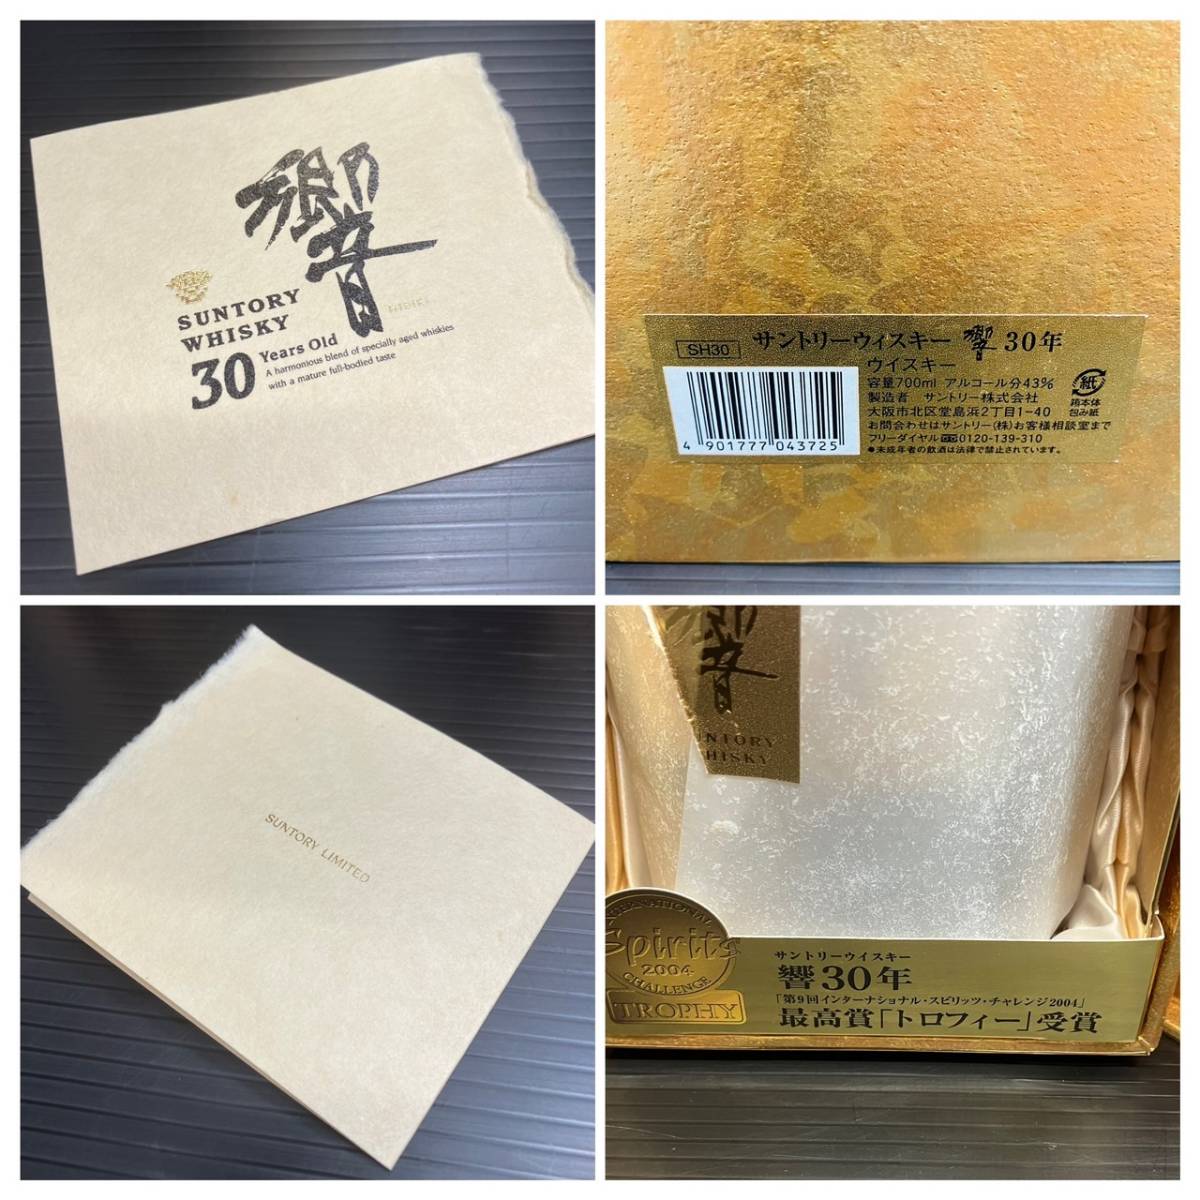 響
HIBIKI
SUNTORY
WHISKY
30 Years Old
A harmonious blend of specially aged whiskies
with a mature full-bodied taste
SH30
サントリーウィスキー 響 30年
ウイスキー
容量700ml アルコール分43%
製造者 サントリー株式会社
大阪市北区堂島浜2丁目1-40
お問合わせはサントリー(株)お客様相談室まで
フリーダイヤル 0120-139-310
●未成年者の飲酒は法律で禁止されています。
紙
箱本体
包み紙
4 901777 043725
SUNTORY LIMITED
響
SUNTORY
WHISKY
INTERNATIONAL
Spirits
2004
CHALLENGE
TROPHY
サントリーウイスキー
響30年
「第9回インターナショナル・スピリッツ・チャレンジ2004」
最高賞「トロフィー」受賞